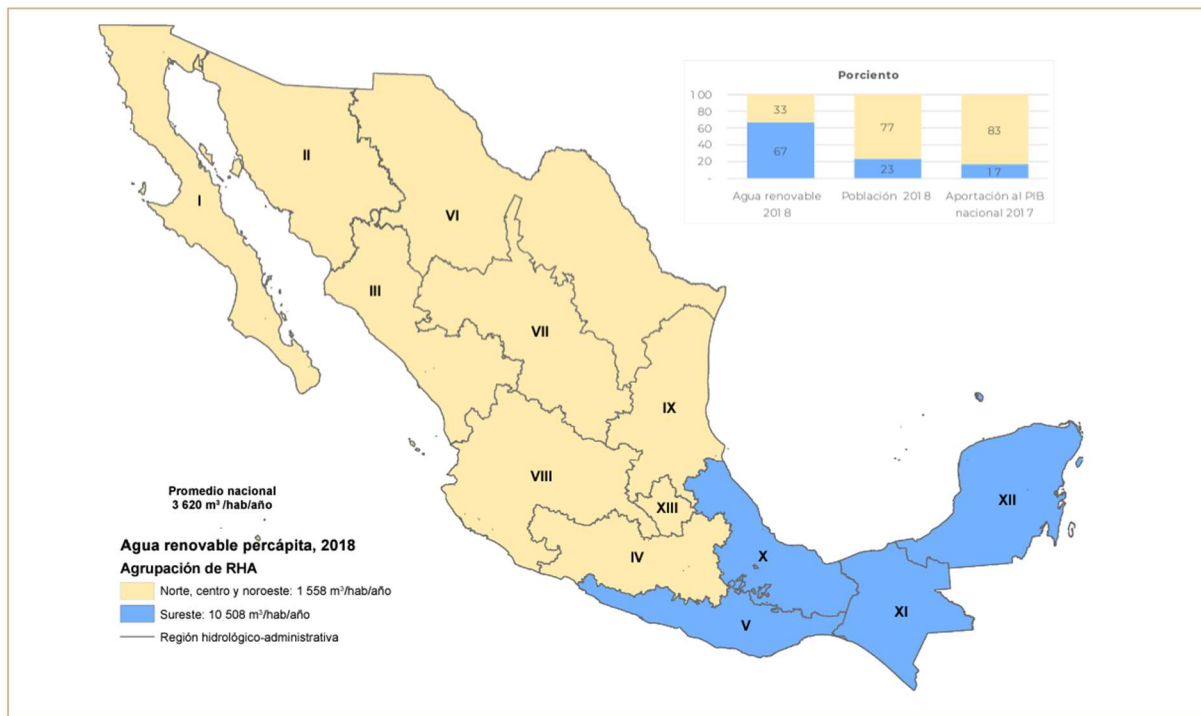 Porciento
100
80
60
40
20
-
33
67
77
23
83
17
Agua renovable
2018
Población 2018
Aportación al PIB
nacional 2017
I
II
III
VI
VII
IX
VIII
XIII
IV
X
V
XI
XII
Promedio nacional
3 620 m³ /hab/año
Agua renovable percápita, 2018
Agrupación de RHA
Norte, centro y noroeste: 1 558 m³/hab/año
Sureste: 10 508 m³/hab/año
Región hidrológico-administrativa